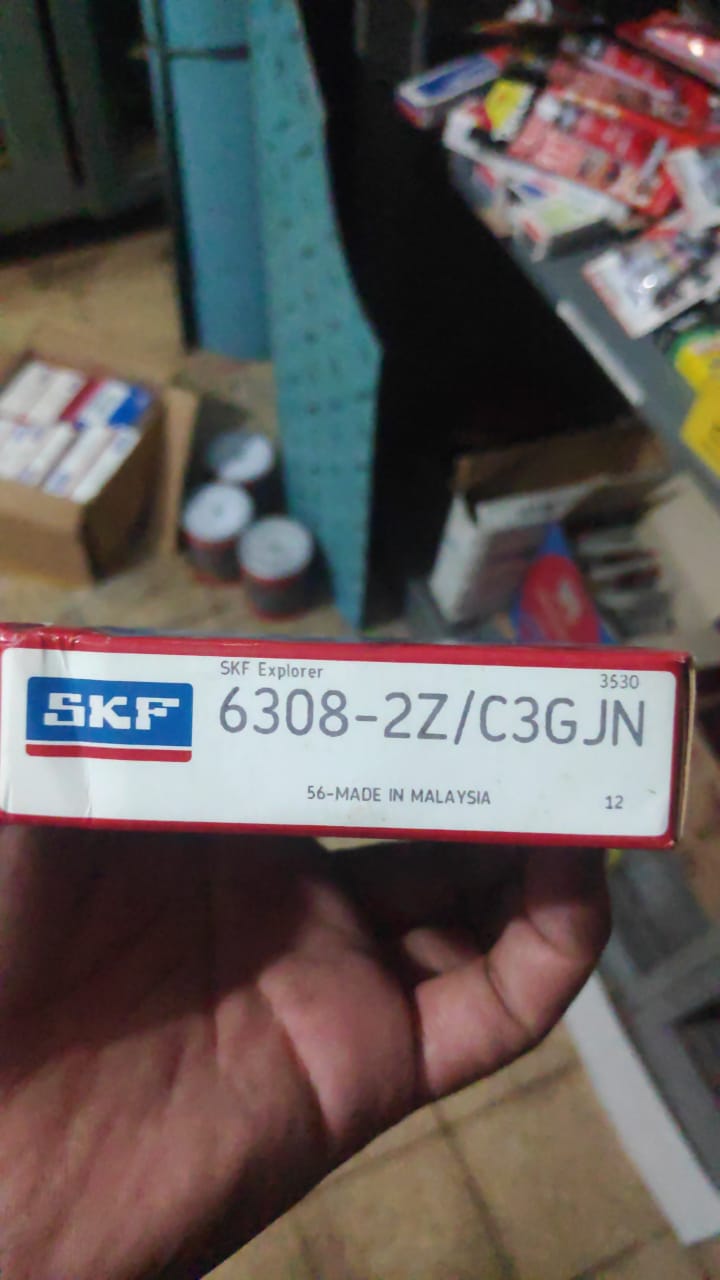 SKF Explorer
3530
SKF
6308-2Z/C3GJN
56-MADE IN MALAYSIA
12